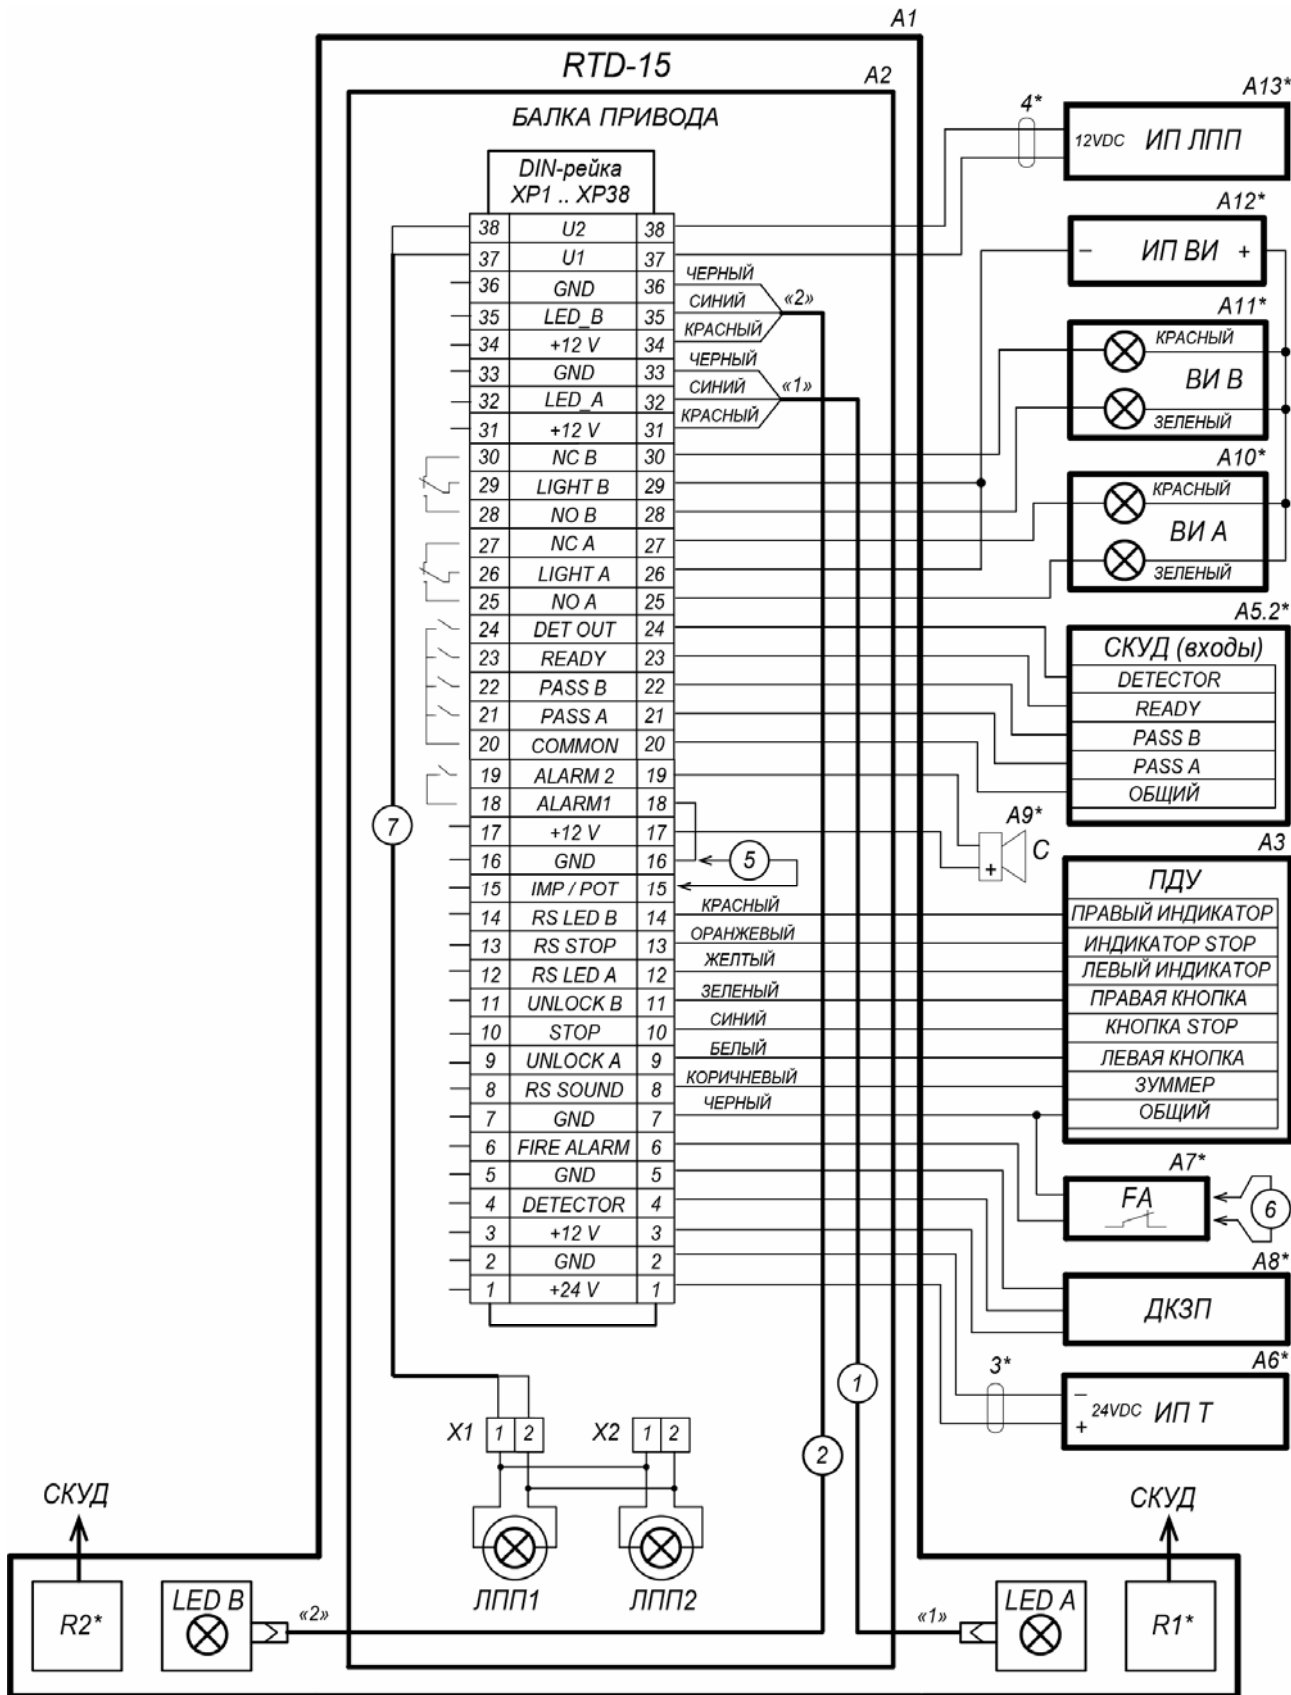 A1
RTD-15
A2
БАЛКА ПРИВОДА
DIN-рейка
XP1 .. XP38
38 U2 38
37 U1 37
36 GND 36 ЧЕРНЫЙ
35 LED_B 35 СИНИЙ «2»
34 +12 V 34 КРАСНЫЙ
33 GND 33 ЧЕРНЫЙ
32 LED_A 32 СИНИЙ «1»
31 +12 V 31 КРАСНЫЙ
30 NC B 30
29 LIGHT B 29
28 NO B 28
27 NC A 27
26 LIGHT A 26
25 NO A 25
24 DET OUT 24
23 READY 23
22 PASS B 22
21 PASS A 21
20 COMMON 20
19 ALARM 2 19
18 ALARM1 18
17 +12 V 17
16 GND 16
15 IMP / POT 15
14 RS LED B 14 КРАСНЫЙ
13 RS STOP 13 ОРАНЖЕВЫЙ
12 RS LED A 12 ЖЕЛТЫЙ
11 UNLOCK B 11 ЗЕЛЕНЫЙ
10 STOP 10 СИНИЙ
9 UNLOCK A 9 БЕЛЫЙ
8 RS SOUND 8 КОРИЧНЕВЫЙ
7 GND 7 ЧЕРНЫЙ
6 FIRE ALARM 6
5 GND 5
4 DETECTOR 4
3 +12 V 3
2 GND 2
1 +24 V 1
7
5
4*
A13*
12VDC ИП ЛПП
A12*
– ИП ВИ +
A11*
КРАСНЫЙ
ВИ B
ЗЕЛЕНЫЙ
A10*
КРАСНЫЙ
ВИ A
ЗЕЛЕНЫЙ
A5.2*
СКУД (входы)
DETECTOR
READY
PASS B
PASS A
ОБЩИЙ
A9*
+ C
A3
ПДУ
ПРАВЫЙ ИНДИКАТОР
ИНДИКАТОР STOP
ЛЕВЫЙ ИНДИКАТОР
ПРАВАЯ КНОПКА
КНОПКА STOP
ЛЕВАЯ КНОПКА
ЗУММЕР
ОБЩИЙ
A7*
FA
6
A8*
ДКЗП
A6*
3*
–
24VDC ИП Т
+
1
2
X1 1 2
X2 1 2
ЛПП1 ЛПП2
СКУД
R2*
LED B
«2»
СКУД
«1»
LED A
R1*